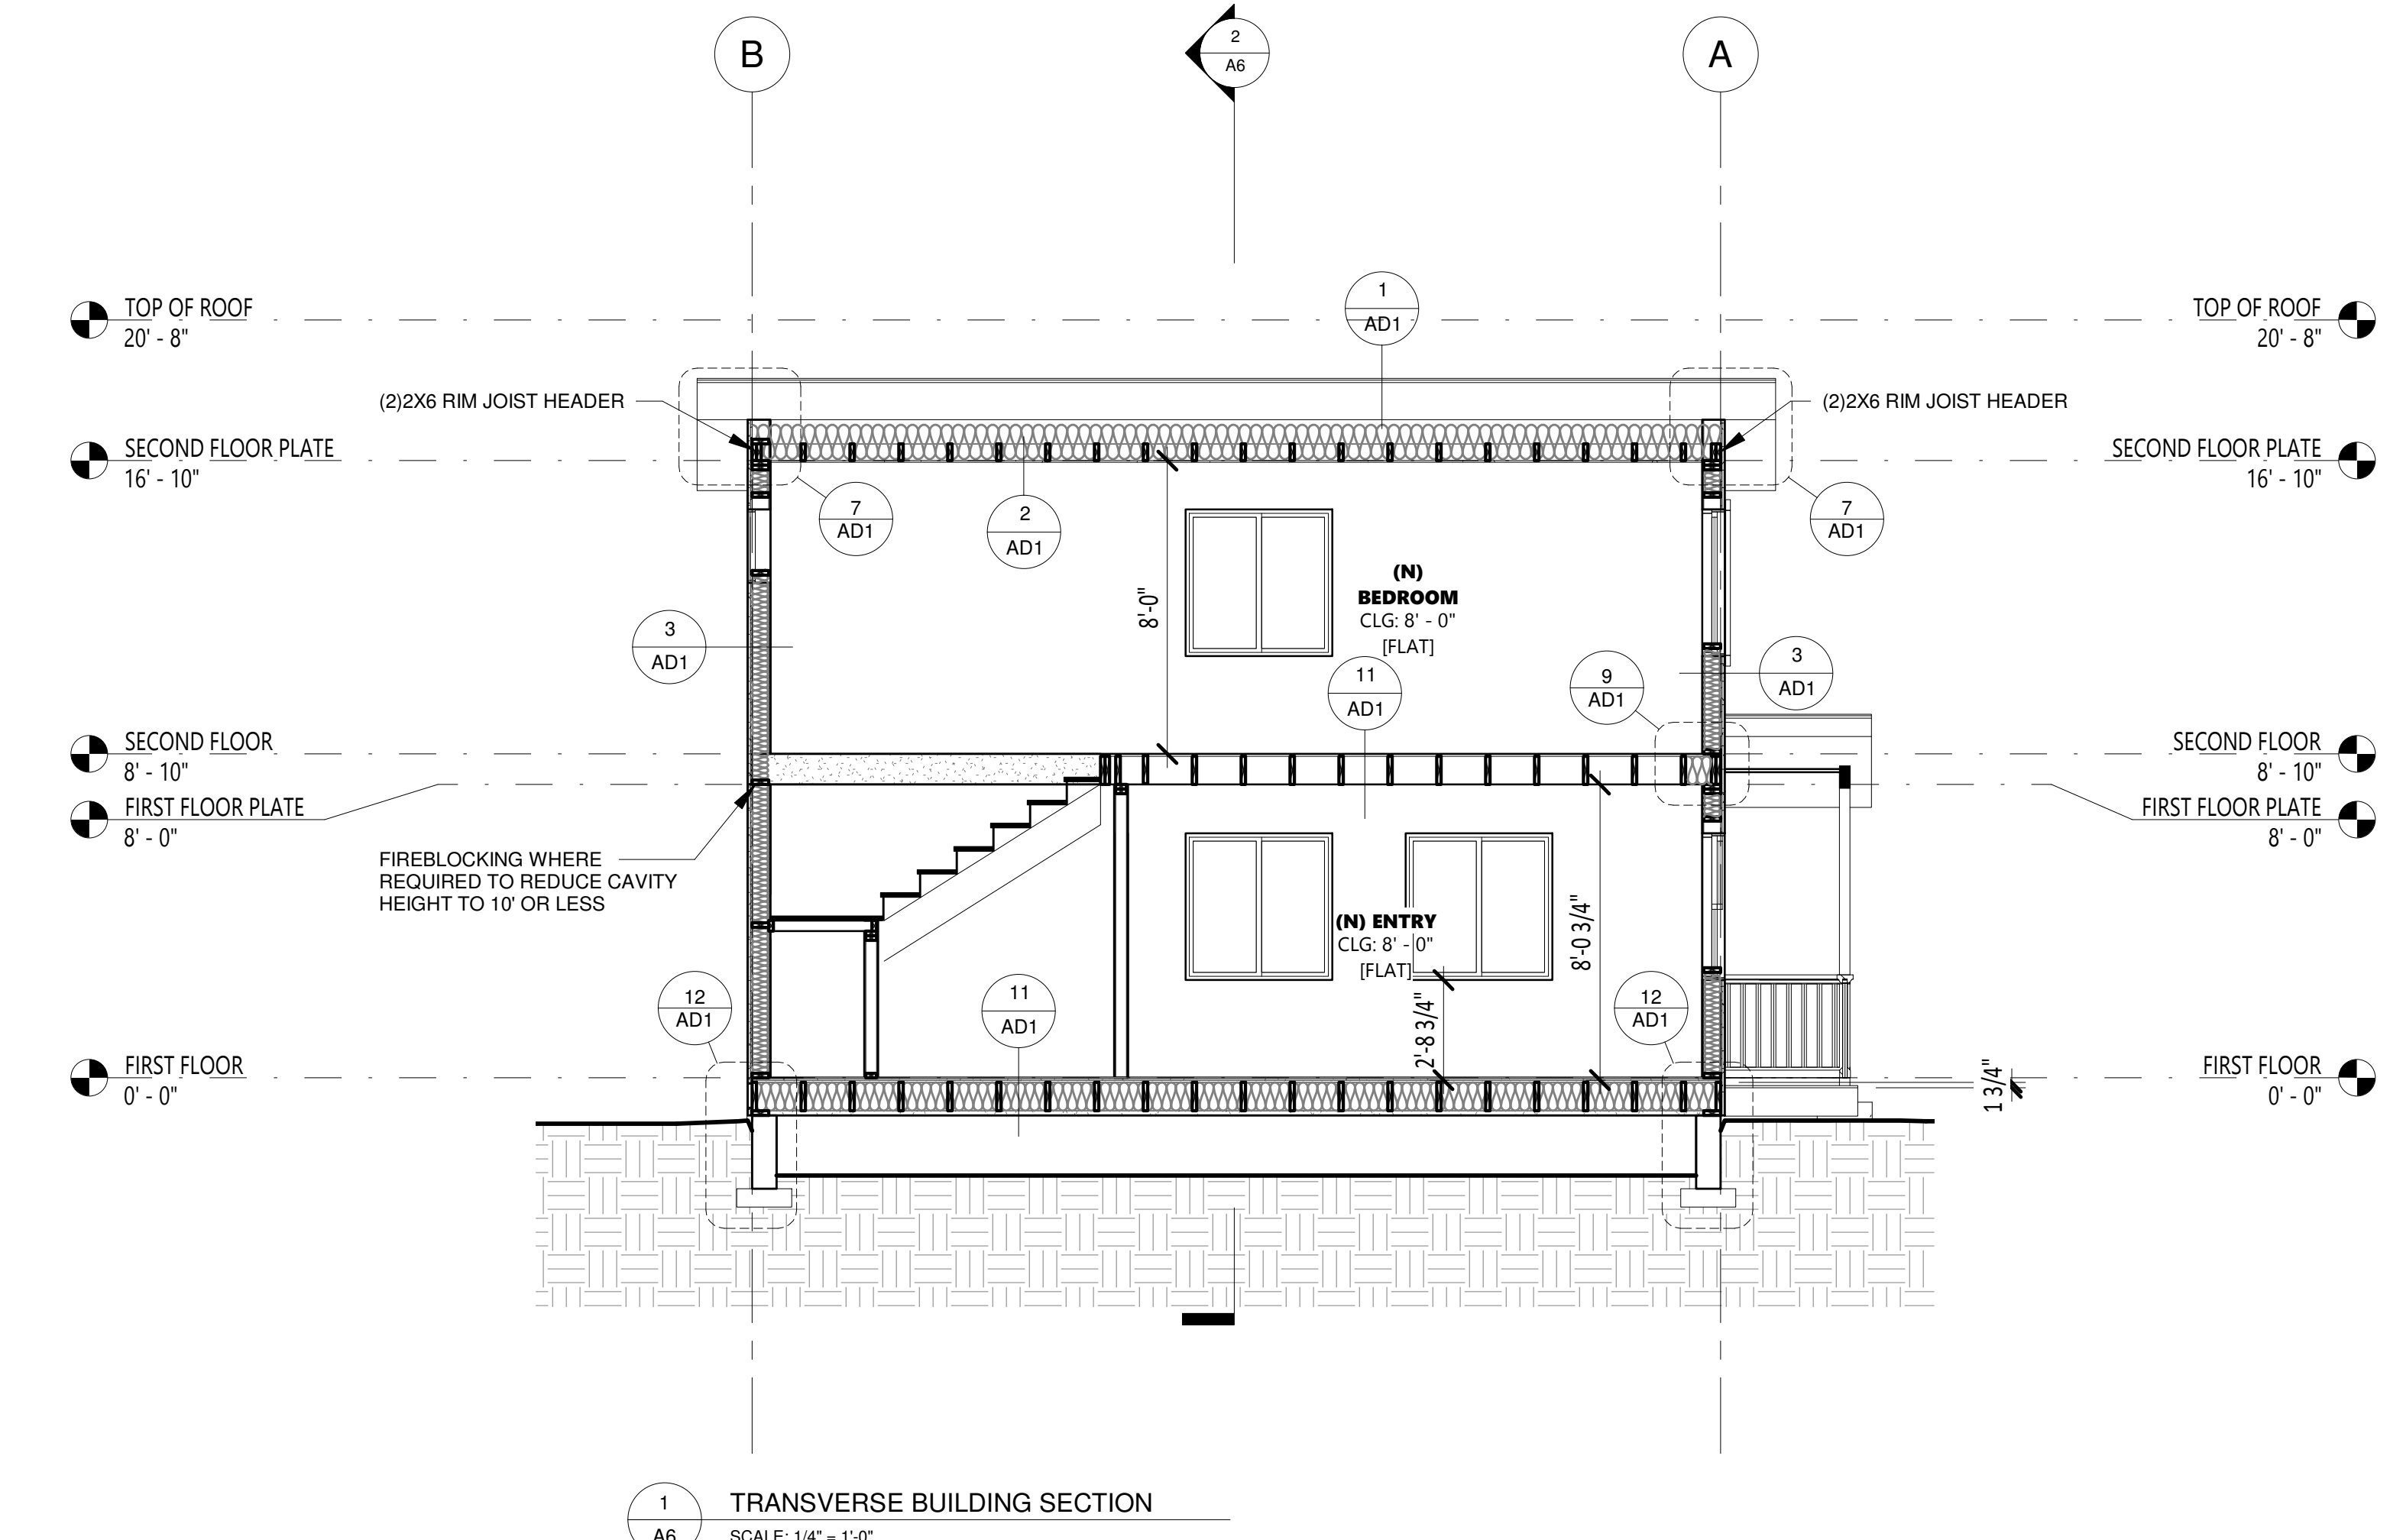 B
2
A6
A
1
AD1
TOP OF ROOF
20' - 8"
TOP OF ROOF
20' - 8"
(2)2X6 RIM JOIST HEADER
(2)2X6 RIM JOIST HEADER
SECOND FLOOR PLATE
16' - 10"
SECOND FLOOR PLATE
16' - 10"
7
AD1
2
AD1
7
AD1
8'-0"
(N)
BEDROOM
CLG: 8' - 0"
[FLAT]
3
AD1
11
AD1
9
AD1
3
AD1
SECOND FLOOR
8' - 10"
SECOND FLOOR
8' - 10"
FIRST FLOOR PLATE
8' - 0"
FIRST FLOOR PLATE
8' - 0"
FIREBLOCKING WHERE
REQUIRED TO REDUCE CAVITY
HEIGHT TO 10' OR LESS
(N) ENTRY
CLG: 8' - 0"
[FLAT]
8'-0 3/4"
2'-8 3/4"
12
AD1
11
AD1
12
AD1
FIRST FLOOR
0' - 0"
1 3/4"
FIRST FLOOR
0' - 0"
1
A6
TRANSVERSE BUILDING SECTION
SCALE: 1/4" = 1'-0"